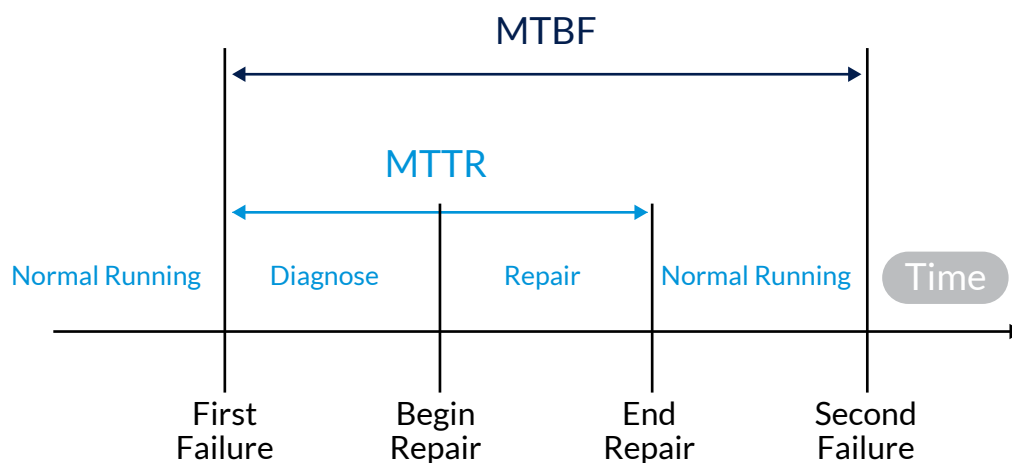 MTBF
MTTR
Normal Running
Diagnose
Repair
Normal Running
Time
First
Failure
Begin
Repair
End
Repair
Second
Failure